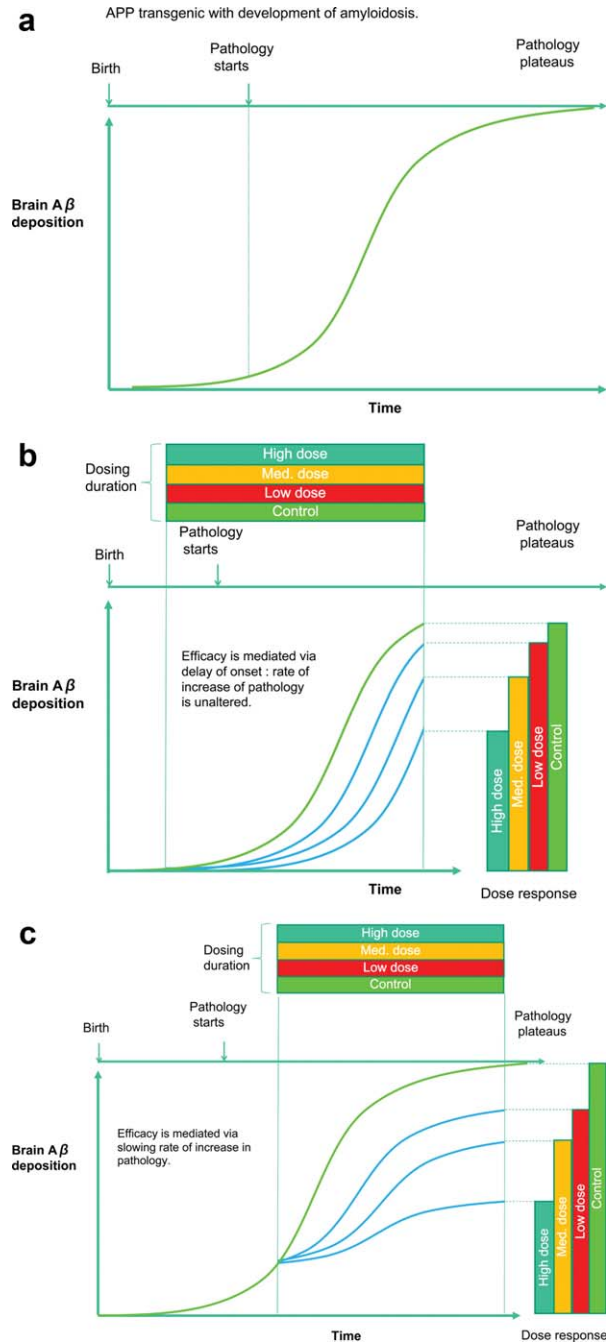 a
APP transgenic with development of amyloidosis.
Birth
Pathology
starts
Pathology
plateaus
Brain A β
deposition
Time
b
Dosing
duration
High dose
Med. dose
Low dose
Control
Birth
Pathology
starts
Pathology
plateaus
Efficacy is mediated via
delay of onset : rate of
increase of pathology
is unaltered.
Brain A β
deposition
High dose
Med. dose
Low dose
Control
Time
Dose response
c
Dosing
duration
High dose
Med. dose
Low dose
Control
Birth
Pathology
starts
Pathology
plateaus
Efficacy is mediated via
slowing rate of increase in
pathology.
Brain A β
deposition
High dose
Med. dose
Low dose
Control
Time
Dose response